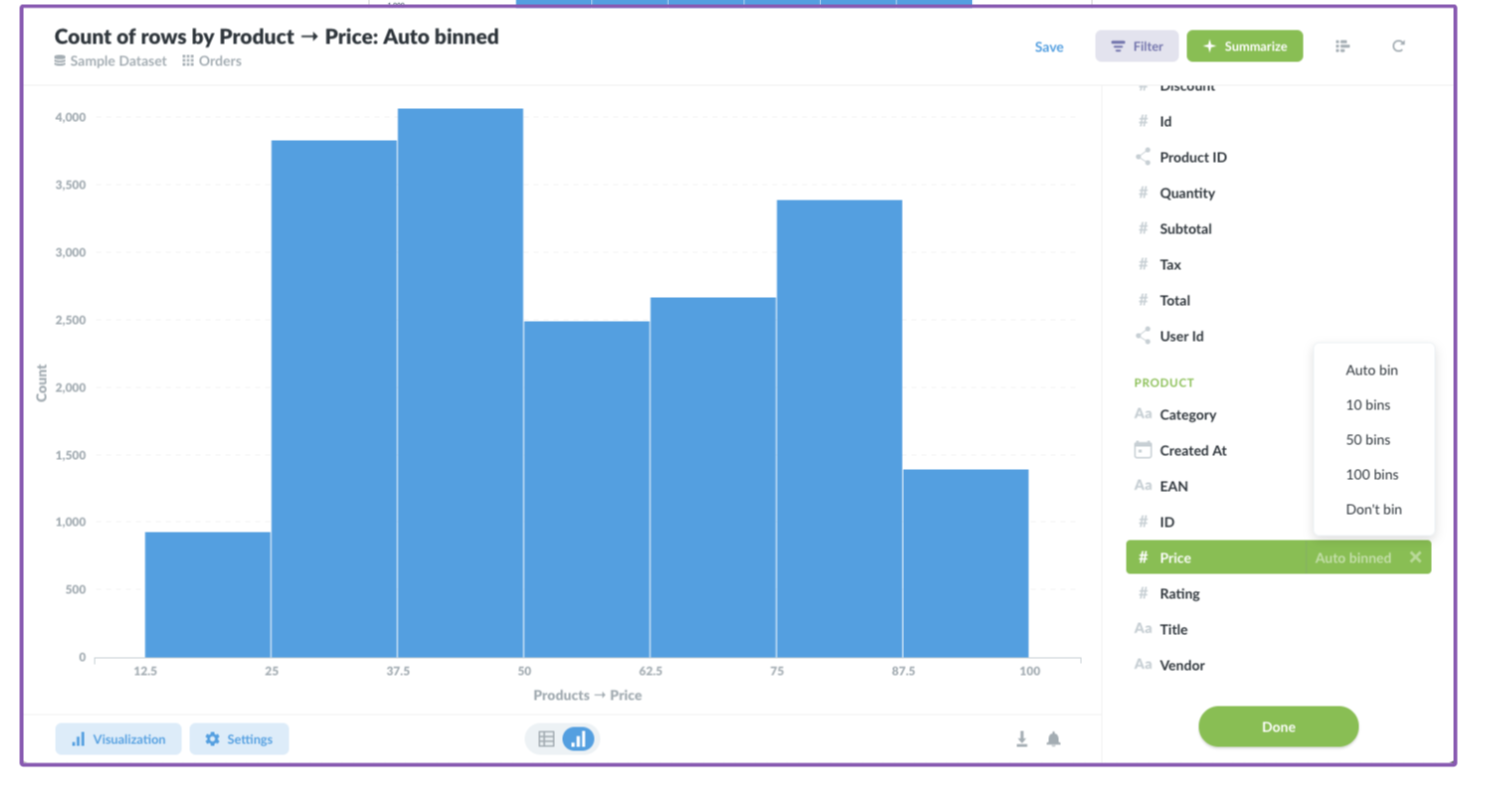 Count of rows by Product → Price: Auto binned
Sample Dataset Orders
Save
Filter
Summarize
4,000
3,500
3,000
2,500
2,000
1,500
1,000
500
0
Count
12.5 25 37.5 50 62.5 75 87.5 100
Products → Price
Visualization
Settings
Discount
# Id
Product ID
# Quantity
# Subtotal
# Tax
# Total
User Id
PRODUCT
Aa Category
Created At
Aa EAN
# ID
# Price Auto binned ×
# Rating
Aa Title
Aa Vendor
Auto bin
10 bins
50 bins
100 bins
Don't bin
Done